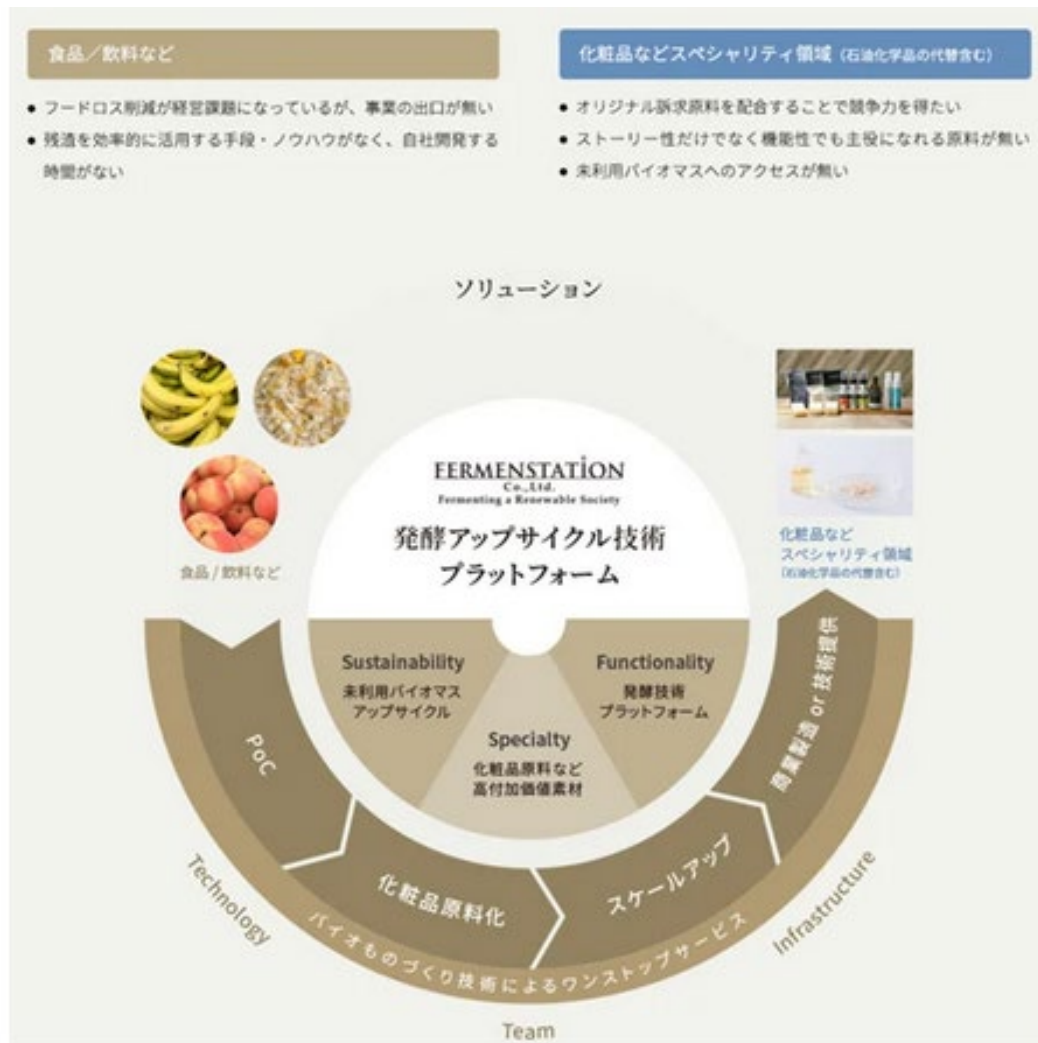 食品／飲料など
● フードロス削減が経営課題になっているが、事業の出口が無い
● 残渣を効率的に活用する手段・ノウハウがなく、自社開発する
時間がない
化粧品などスペシャリティ領域（石油化学品の代替含む）
● オリジナル訴求原料を配合することで競争力を得たい
● ストーリー性だけでなく機能性でも主役になれる原料が無い
● 未利用バイオマスへのアクセスが無い
ソリューション
食品 / 飲料など
FERMENSTATION
Co.,Ltd.
Fermenting a Renewable Society
発酵アップサイクル技術
プラットフォーム
化粧品など
スペシャリティ領域
（石油化学品の代替含む）
Sustainability
未利用バイオマス
アップサイクル
Specialty
化粧品原料など
高付加価値素材
Functionality
発酵技術
プラットフォーム
PoC
化粧品原料化
スケールアップ
商業製造 or 技術提供
バイオものづくり技術によるワンストップサービス
Technology
Team
Infrastructure